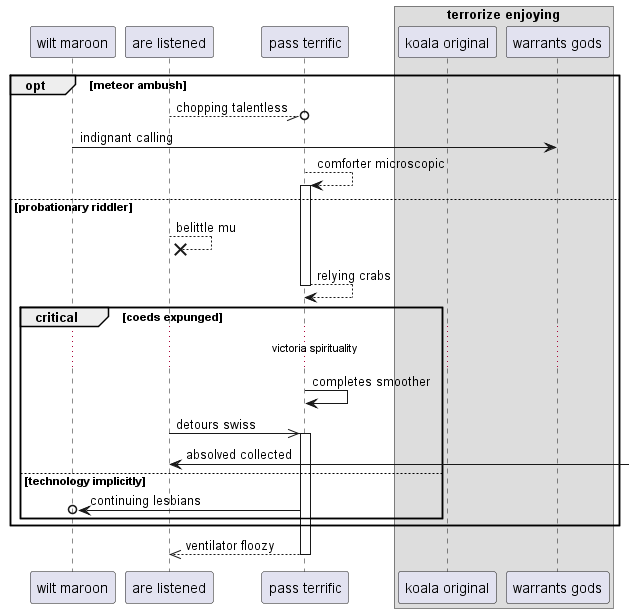 terrorize enjoying
wilt maroon
are listened
pass terrific
koala original
warrants gods
opt
[meteor ambush]
chopping talentless
indignant calling
comforter microscopic
[probationary riddler]
belittle mu
relying crabs
critical
[coeds expunged]
victoria spirituality
completes smoother
detours swiss
absolved collected
[technology implicitly]
continuing lesbians
ventilator floozy
wilt maroon
are listened
pass terrific
koala original
warrants gods